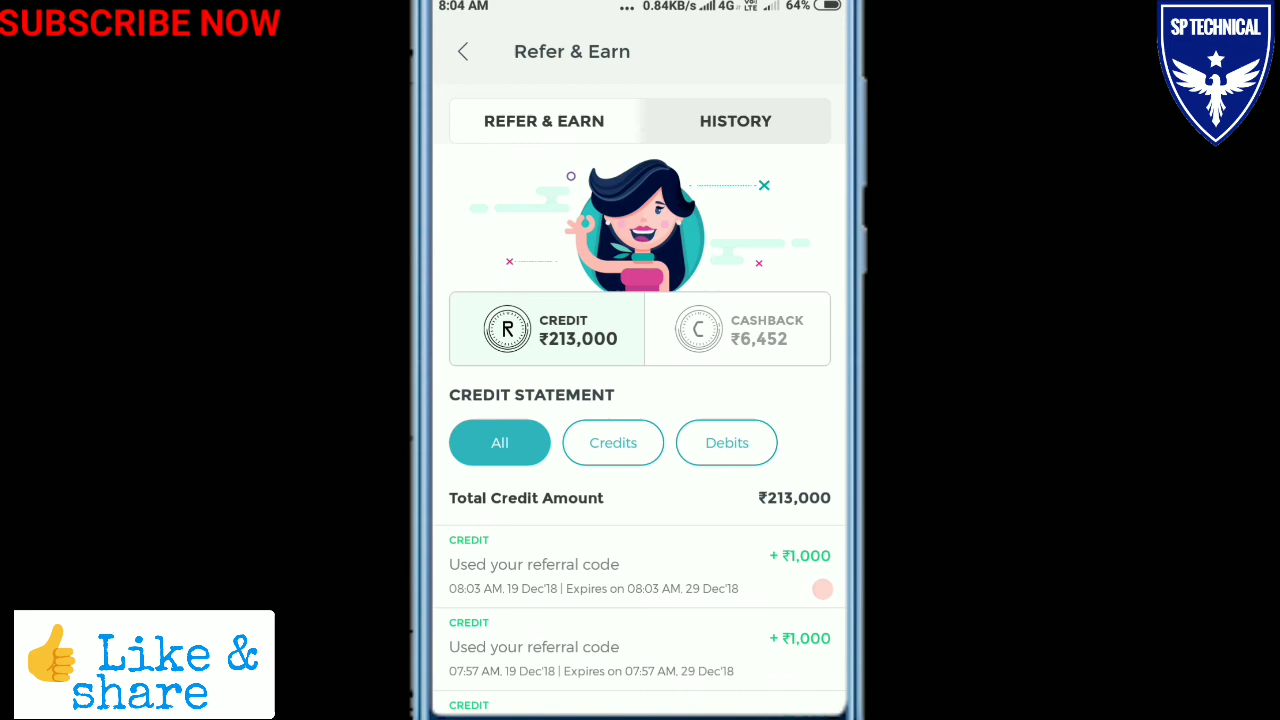 SUBSCRIBE NOW
SP TECHNICAL
8:04 AM
... 0.84KB/s 4G VoLTE 64%
Refer & Earn
REFER & EARN
HISTORY
R
CREDIT
₹213,000
C
CASHBACK
₹6,452
CREDIT STATEMENT
All
Credits
Debits
Total Credit Amount ₹213,000
CREDIT
Used your referral code + ₹1,000
08:03 AM, 19 Dec'18 | Expires on 08:03 AM, 29 Dec'18
CREDIT
Used your referral code + ₹1,000
07:57 AM, 19 Dec'18 | Expires on 07:57 AM, 29 Dec'18
CREDIT
Like &
share